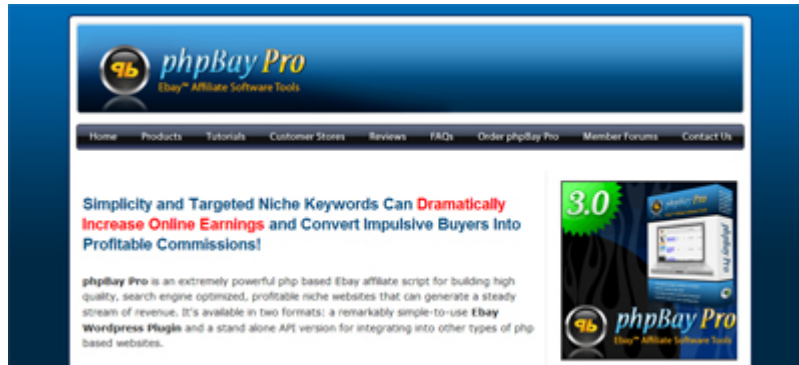 phpBay Pro
Ebay™ Affiliate Software Tools
Home Products Tutorials Customer Stores Reviews FAQs Order phpBay Pro Member Forums Contact Us
Simplicity and Targeted Niche Keywords Can Dramatically
Increase Online Earnings and Convert Impulsive Buyers Into
Profitable Commissions!
phpBay Pro is an extremely powerful php based Ebay affiliate script for building high
quality, search engine optimized, profitable niche websites that can generate a steady
stream of revenue. It's available in two formats: a remarkably simple-to-use Ebay
Wordpress Plugin and a stand alone API version for integrating into other types of php
based websites.
3.0
phpBay Pro
phpBay Pro
phpBay Pro
Ebay™ Affiliate Software Tools